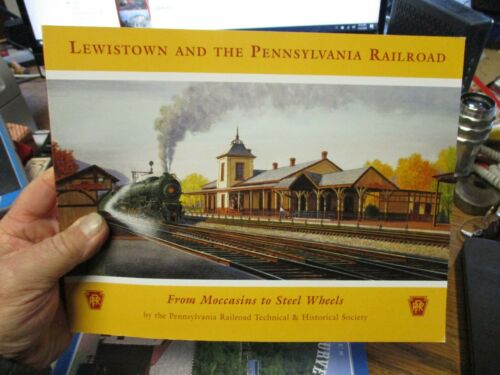 LEWISTOWN AND THE PENNSYLVANIA RAILROAD
From Moccasins to Steel Wheels
by the Pennsylvania Railroad Technical & Historical Society